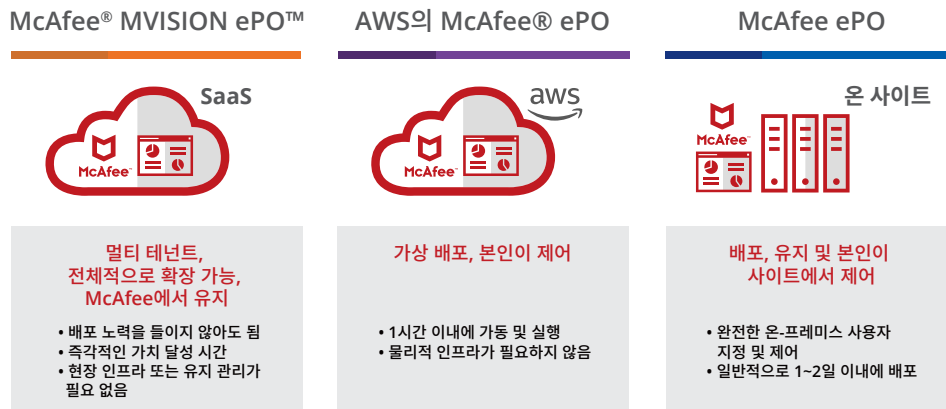 McAfee® MVISION ePO™
SaaS
McAfee™
멀티 테넌트,
전체적으로 확장 가능,
McAfee에서 유지
• 배포 노력을 들이지 않아도 됨
• 즉각적인 가치 달성 시간
• 현장 인프라 또는 유지 관리가
필요 없음
AWS의 McAfee® ePO
aws
McAfee™
가상 배포, 본인이 제어
• 1시간 이내에 가동 및 실행
• 물리적 인프라가 필요하지 않음
McAfee ePO
온 사이트
McAfee™
배포, 유지 및 본인이
사이트에서 제어
• 완전한 온-프레미스 사용자
지정 및 제어
• 일반적으로 1~2일 이내에 배포